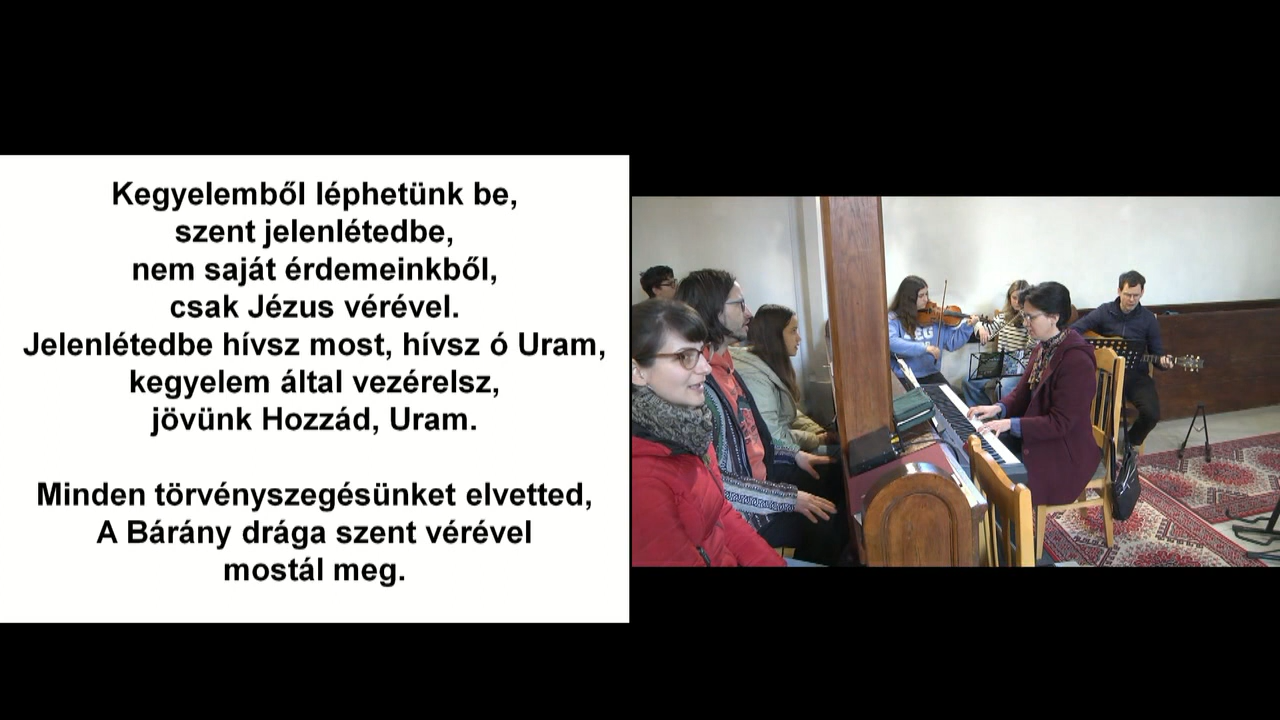 Kegyelemből léphetünk be,
szent jelenlétedbe,
nem saját érdemeinkből,
csak Jézus vérével.
Jelenlétedbe hívsz most, hívsz ó Uram,
kegyelem által vezérelsz,
jövünk Hozzád, Uram.
Minden törvényszegésünket elvetted,
A Bárány drága szent vérével
mostál meg.